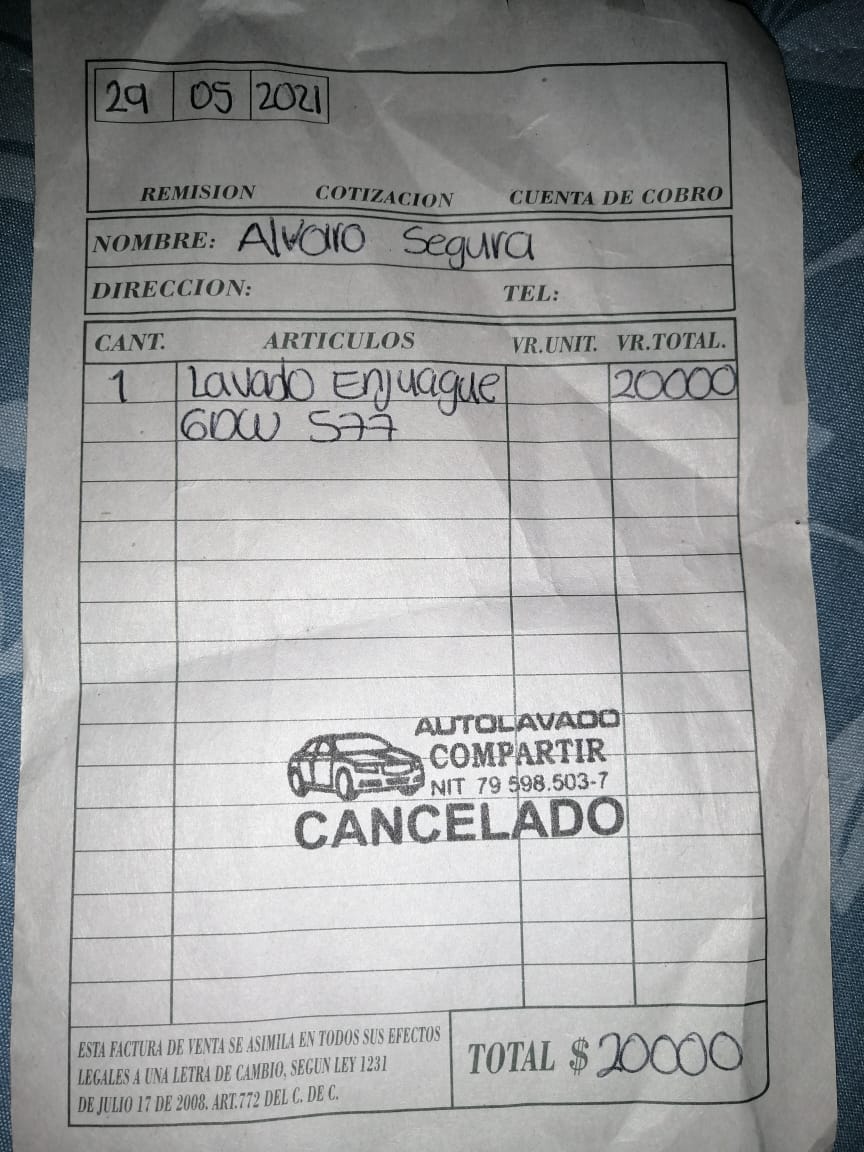 29 05 2021
REMISION COTIZACION CUENTA DE COBRO
NOMBRE: Alvaro Segura
DIRECCION: TEL:
CANT. ARTICULOS VR.UNIT. VR.TOTAL.
1 Lavado Enjuague 20000
GDW 577
AUTOLAVADO
COMPARTIR
NIT 79 598.503-7
CANCELADO
ESTA FACTURA DE VENTA SE ASIMILA EN TODOS SUS EFECTOS
LEGALES A UNA LETRA DE CAMBIO, SEGUN LEY 1231
DE JULIO 17 DE 2008. ART.772 DEL C. DE C.
TOTAL $ 20000